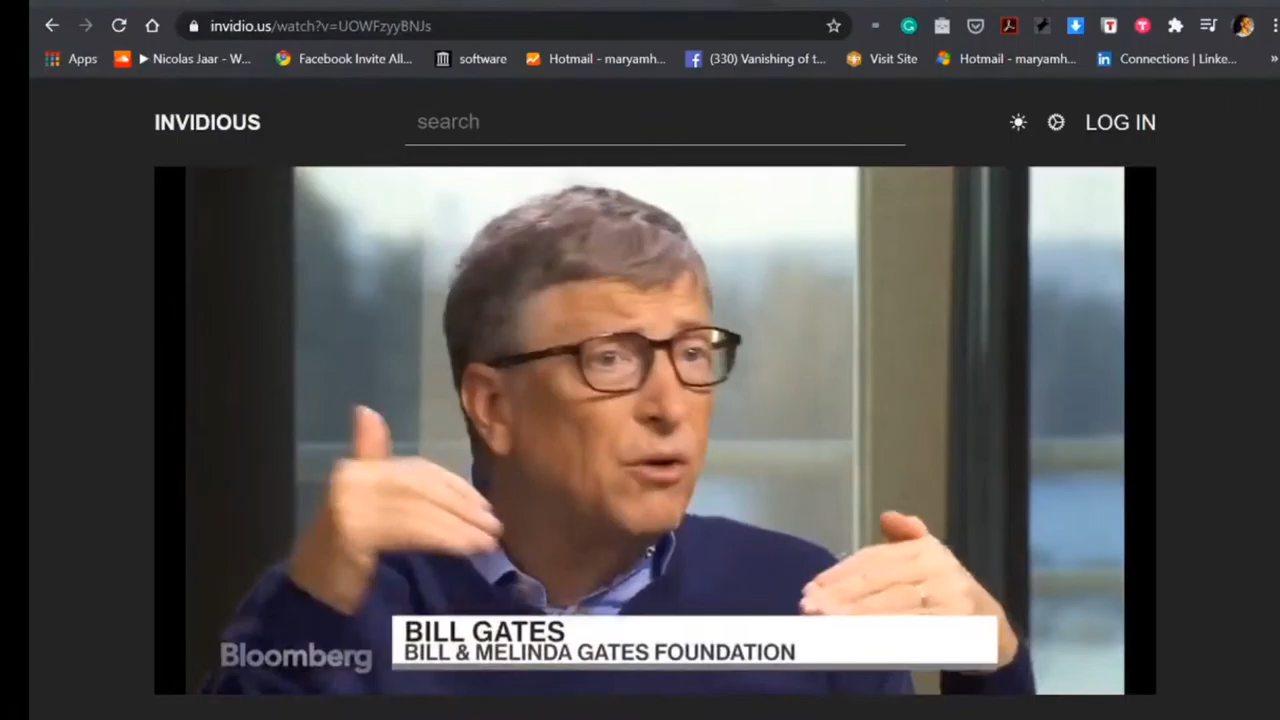 invidio.us/watch?v=UOWFzyyBNJs
Apps
▶ Nicolas Jaar - W...
Facebook Invite All...
software
Hotmail - maryamh...
(330) Vanishing of t...
Visit Site
Hotmail - maryamh...
Connections | Linke...
»
INVIDIOUS
search
LOG IN
BILL GATES
BILL & MELINDA GATES FOUNDATION
Bloomberg